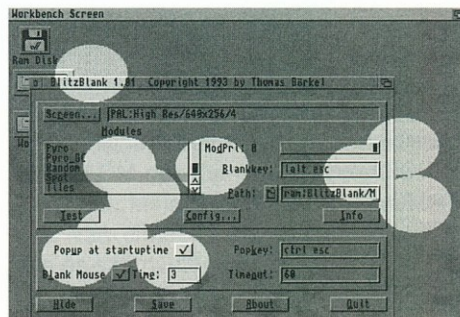 Workbench Screen
Ram Disk
BlitzBlank 1.01 Copyright 1993 by Thomas Börkel
Screen... PAL:High Res/640x256/4
Modules
Pyro
Pyro_GC
Random
Spot
Tiles
ModPri: 0
Blankkey: lalt esc
Path: ram:BlitzBlank/M
Test Config... Info
Popup at startuptime Popkey: ctrl esc
Blank Mouse Time: 3 Timeout: 60
Hide Save About Quit